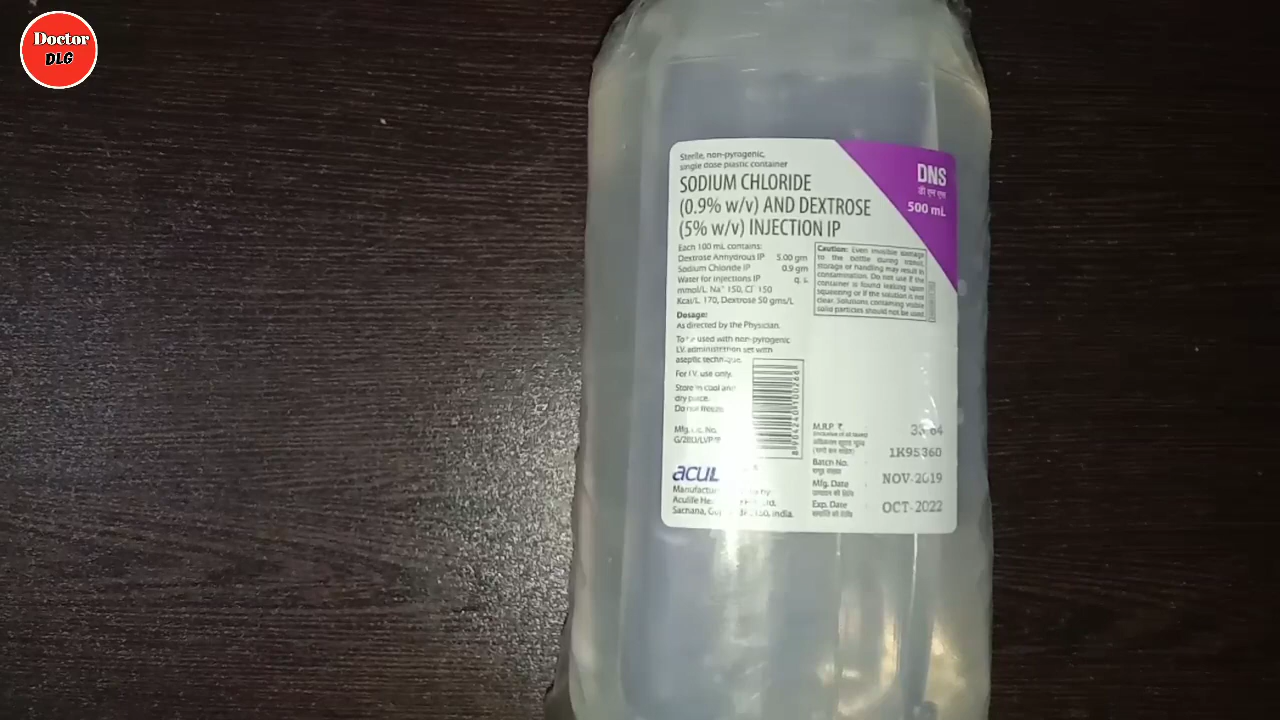 Doctor
DLG
Sterile, non-pyrogenic,
single dose plastic container
SODIUM CHLORIDE
(0.9% w/v) AND DEXTROSE
(5% w/v) INJECTION IP
DNS
डी एन एस
500 mL
Each 100 mL contains:
Dextrose Anhydrous IP 5.00 gm
Sodium Chloride IP 0.9 gm
Water for injections IP q. s.
mmol/L Na⁺ 150, Cl⁻ 150
Kcal/L 170, Dextrose 50 gms/L
Caution: Even invisible damage
to the bottle during transit,
storage or handling may result in
contamination. Do not use if the
container is found leaking upon
squeezing or if the solution is not
clear. Solutions containing visible
solid particles should not be used.
Dosage:
As directed by the Physician.
To be used with non-pyrogenic
I.V. administration set with
aseptic technique.
For I.V. use only.
Store in cool and
dry place.
Do not freeze.
Mfg. Lic. No.
G/28U/LVP
M.R.P. ₹ 33.64
(Inclusive of all taxes)
Batch No. 1K95360
Mfg. Date NOV-2019
Exp. Date OCT-2022
acul
Aculife
Sachana, India.